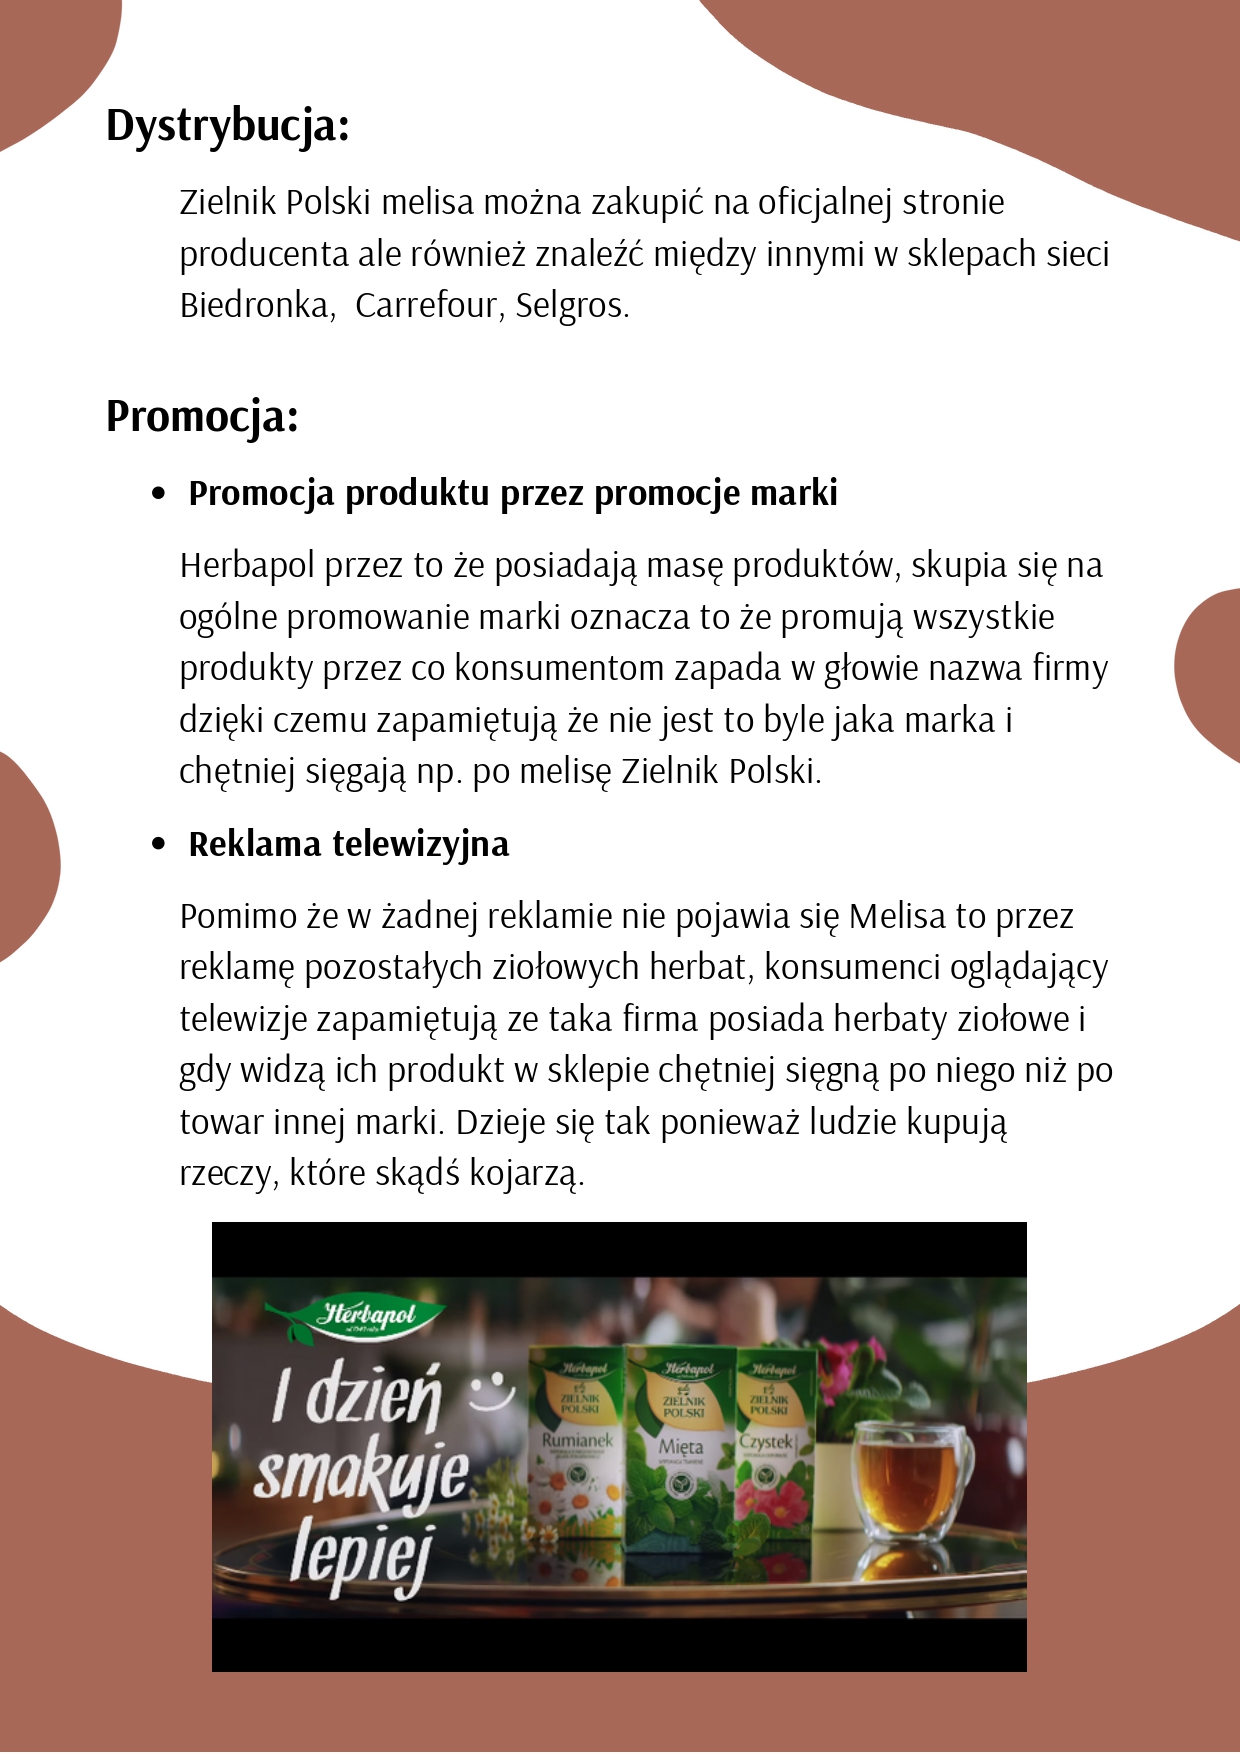 Dystrybucja:
Zielnik Polski melisa można zakupić na oficjalnej stronie
producenta ale również znaleźć między innymi w sklepach sieci
Biedronka,  Carrefour, Selgros.
Promocja:
• Promocja produktu przez promocje marki
Herbapol przez to że posiadają masę produktów, skupia się na
ogólne promowanie marki oznacza to że promują wszystkie
produkty przez co konsumentom zapada w głowie nazwa firmy
dzięki czemu zapamiętują że nie jest to byle jaka marka i
chętniej sięgają np. po melisę Zielnik Polski.
• Reklama telewizyjna
Pomimo że w żadnej reklamie nie pojawia się Melisa to przez
reklamę pozostałych ziołowych herbat, konsumenci oglądający
telewizje zapamiętują ze taka firma posiada herbaty ziołowe i
gdy widzą ich produkt w sklepie chętniej sięgną po niego niż po
towar innej marki. Dzieje się tak ponieważ ludzie kupują
rzeczy, które skądś kojarzą.
Herbapol
I dzień
smakuje
lepiej
Herbapol
ZIELNIK
POLSKI
Rumianek
Herbapol
ZIELNIK
POLSKI
Mięta
Herbapol
ZIELNIK
POLSKI
Czystek